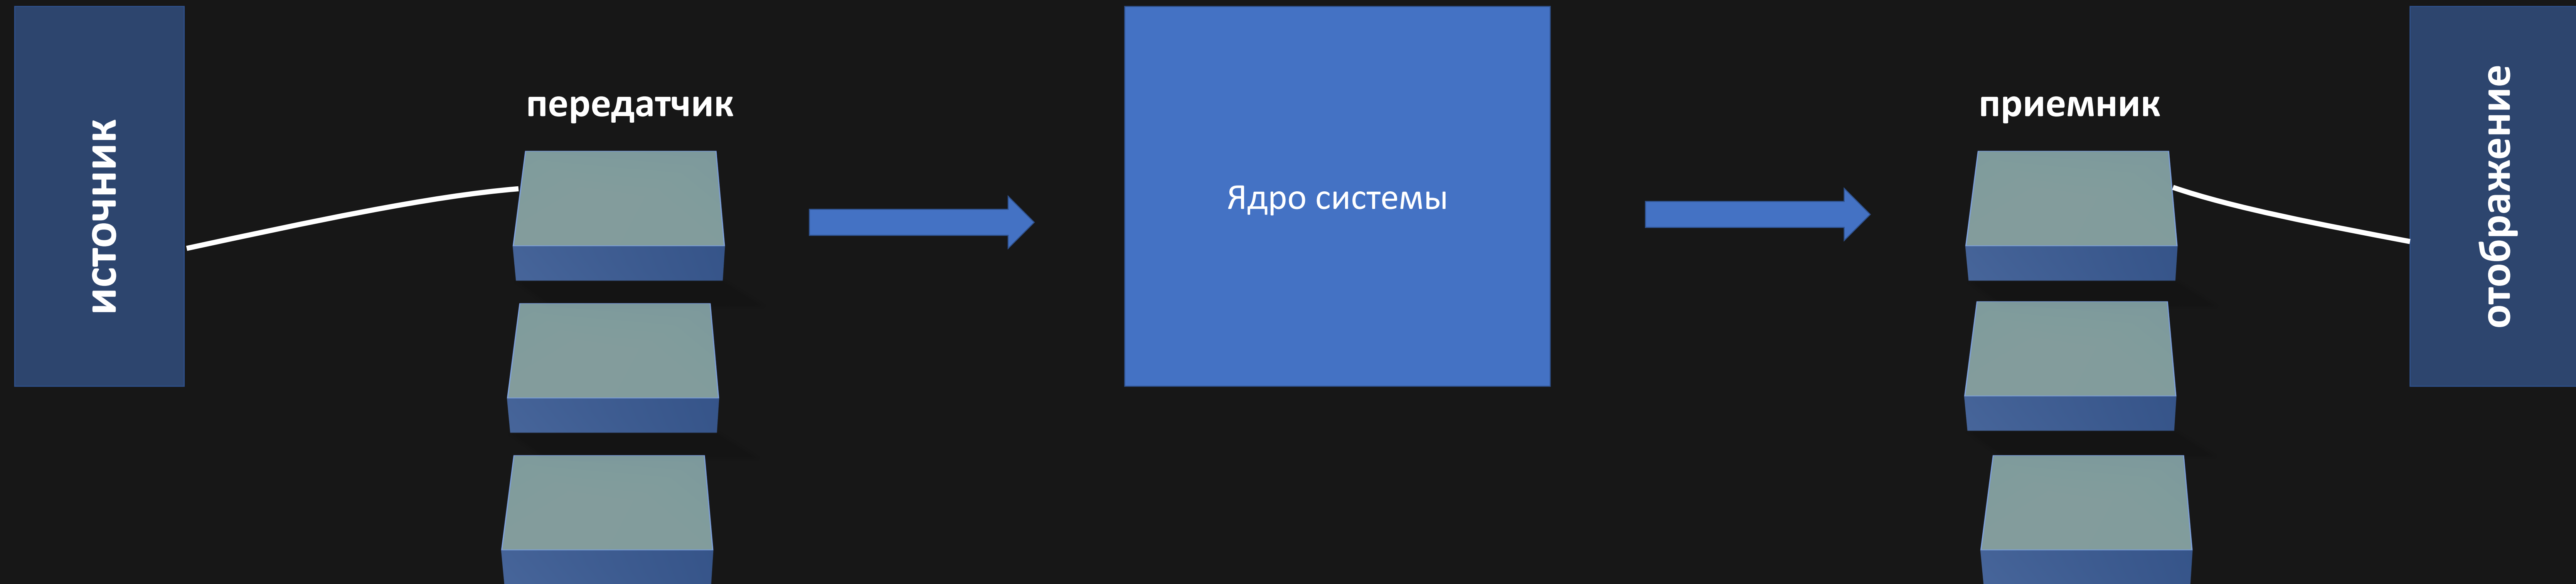 источник
передатчик
Ядро системы
приемник
отображение